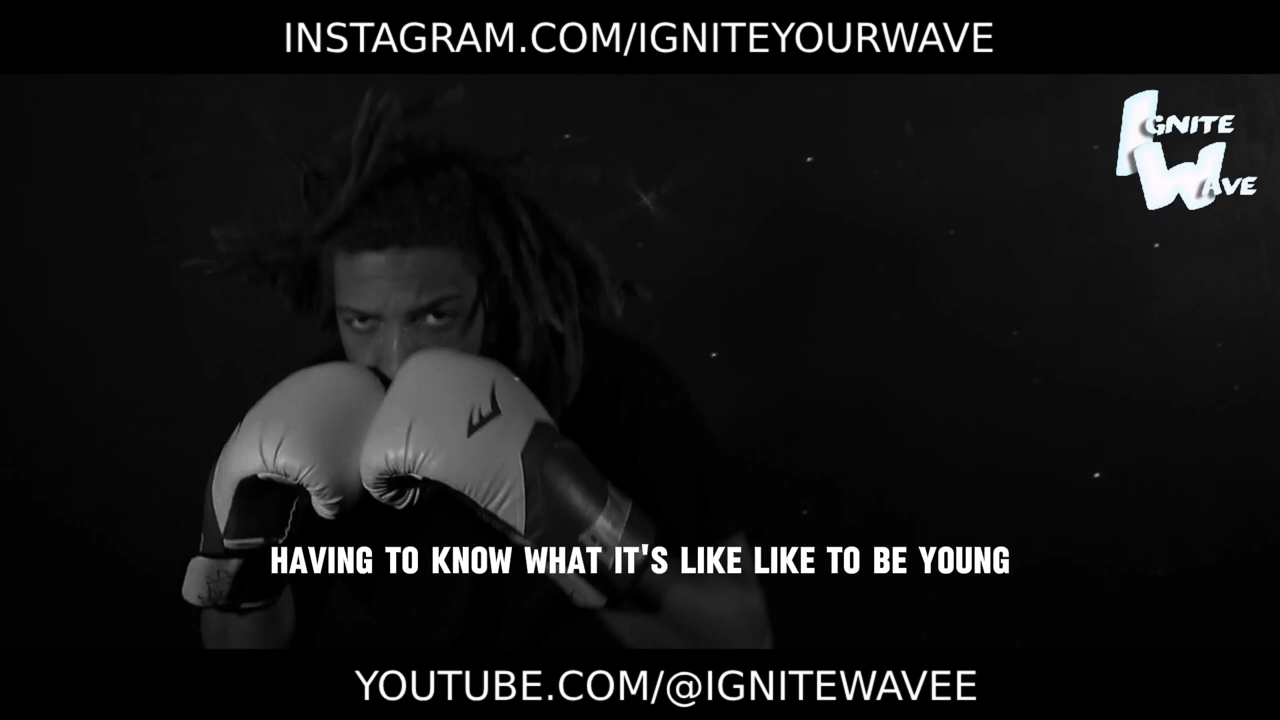 INSTAGRAM.COM/IGNITEYOURWAVE
IGNITE
WAVE
HAVING TO KNOW WHAT IT'S LIKE LIKE TO BE YOUNG
YOUTUBE.COM/@IGNITEWAVEE